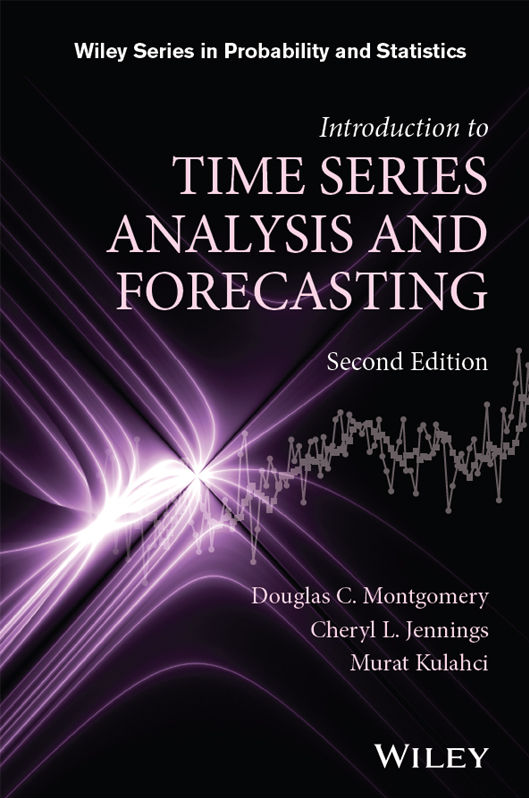 Wiley Series in Probability and Statistics
Introduction to
TIME SERIES
ANALYSIS AND
FORECASTING
Second Edition
Douglas C. Montgomery
Cheryl L. Jennings
Murat Kulahci
WILEY